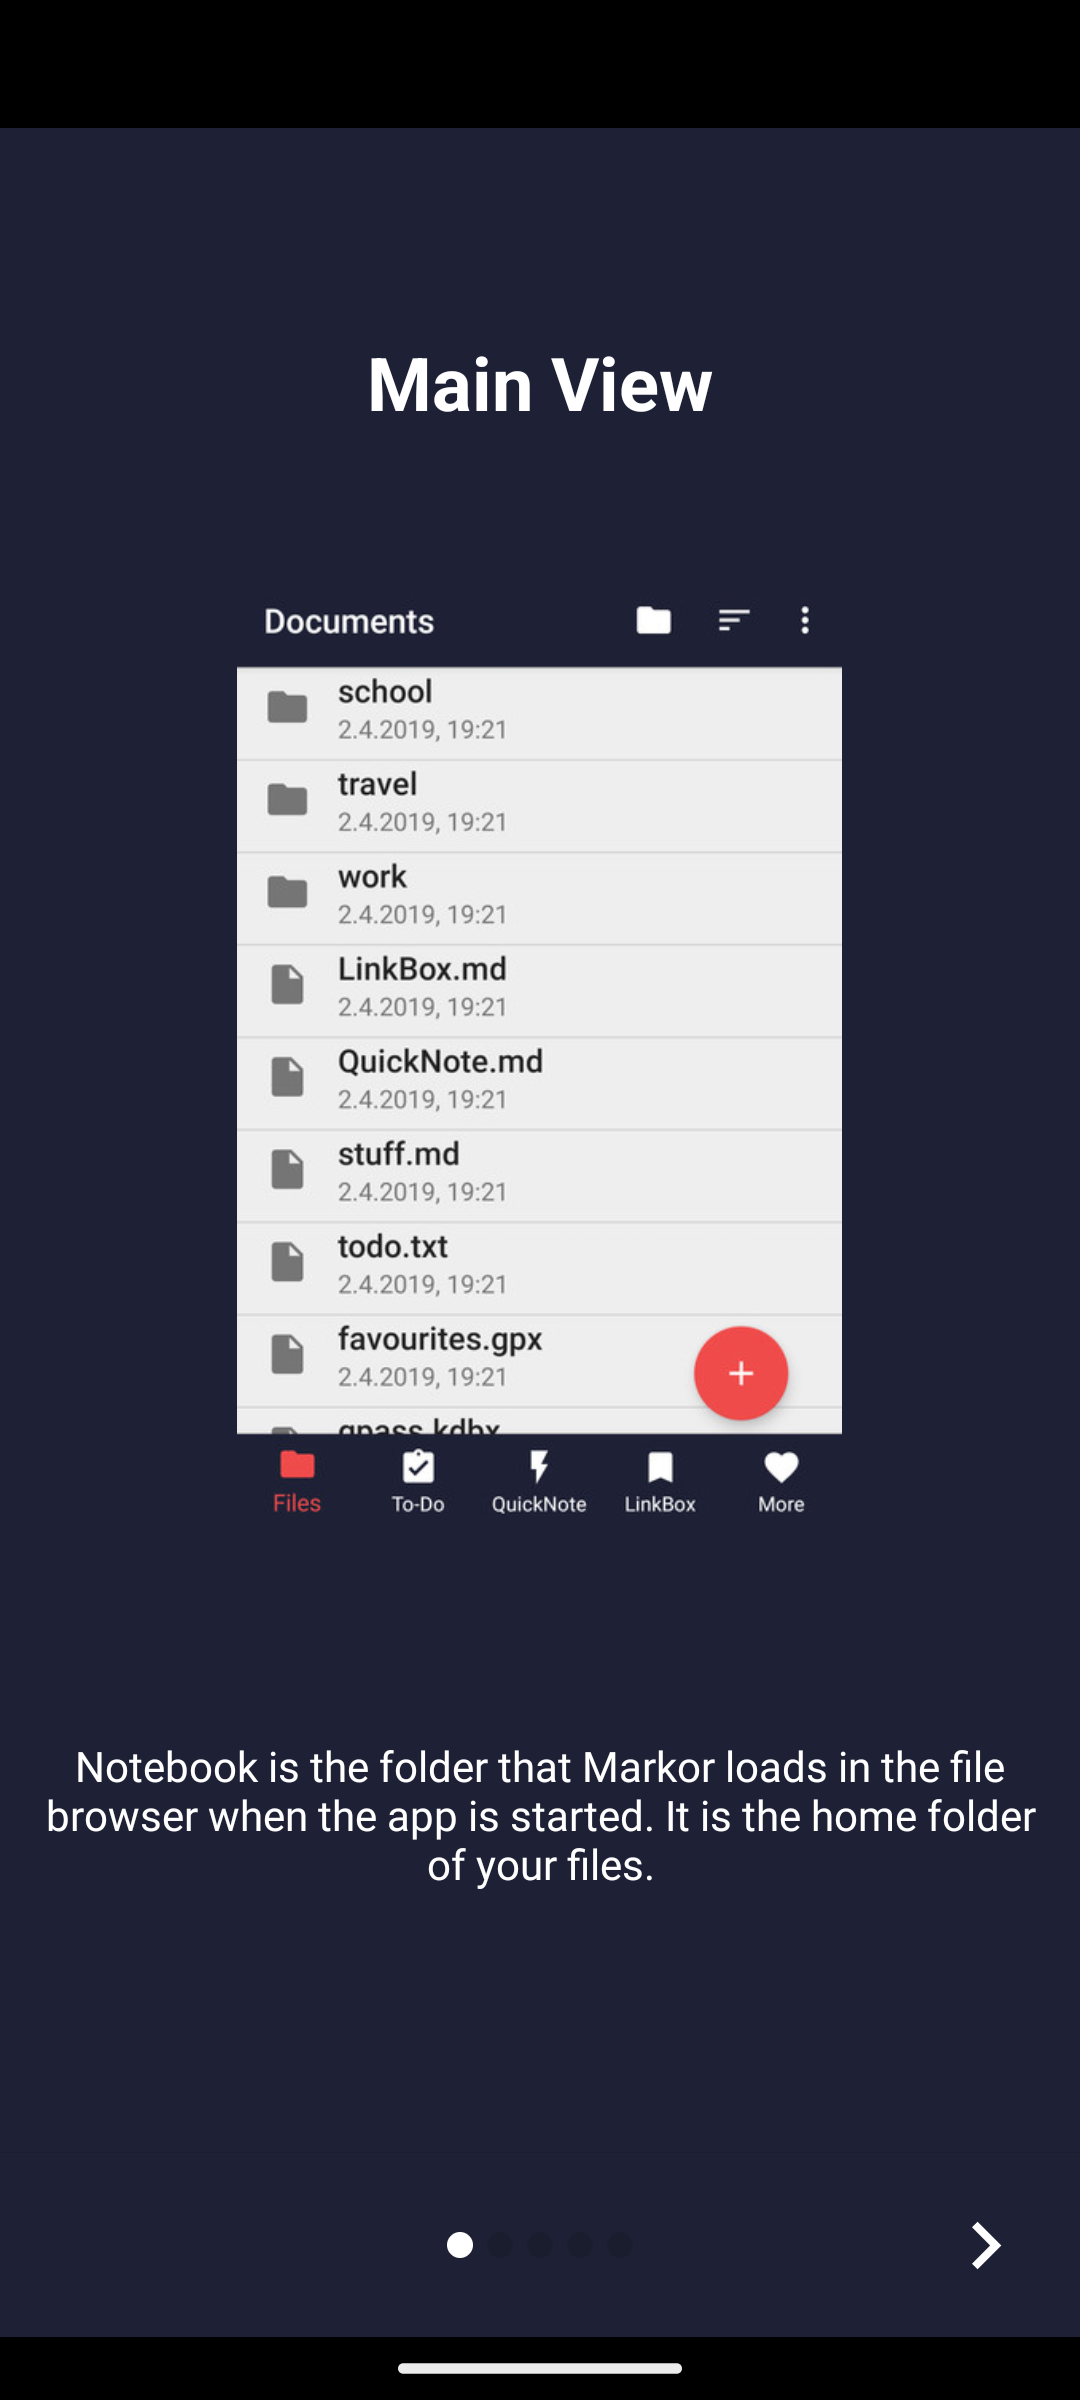 Main View
Documents
school
2.4.2019, 19:21
travel
2.4.2019, 19:21
work
2.4.2019, 19:21
LinkBox.md
2.4.2019, 19:21
QuickNote.md
2.4.2019, 19:21
stuff.md
2.4.2019, 19:21
todo.txt
2.4.2019, 19:21
favourites.gpx
2.4.2019, 19:21
gpass.kdbx
Files To-Do QuickNote LinkBox More
Notebook is the folder that Markor loads in the file
browser when the app is started. It is the home folder
of your files.